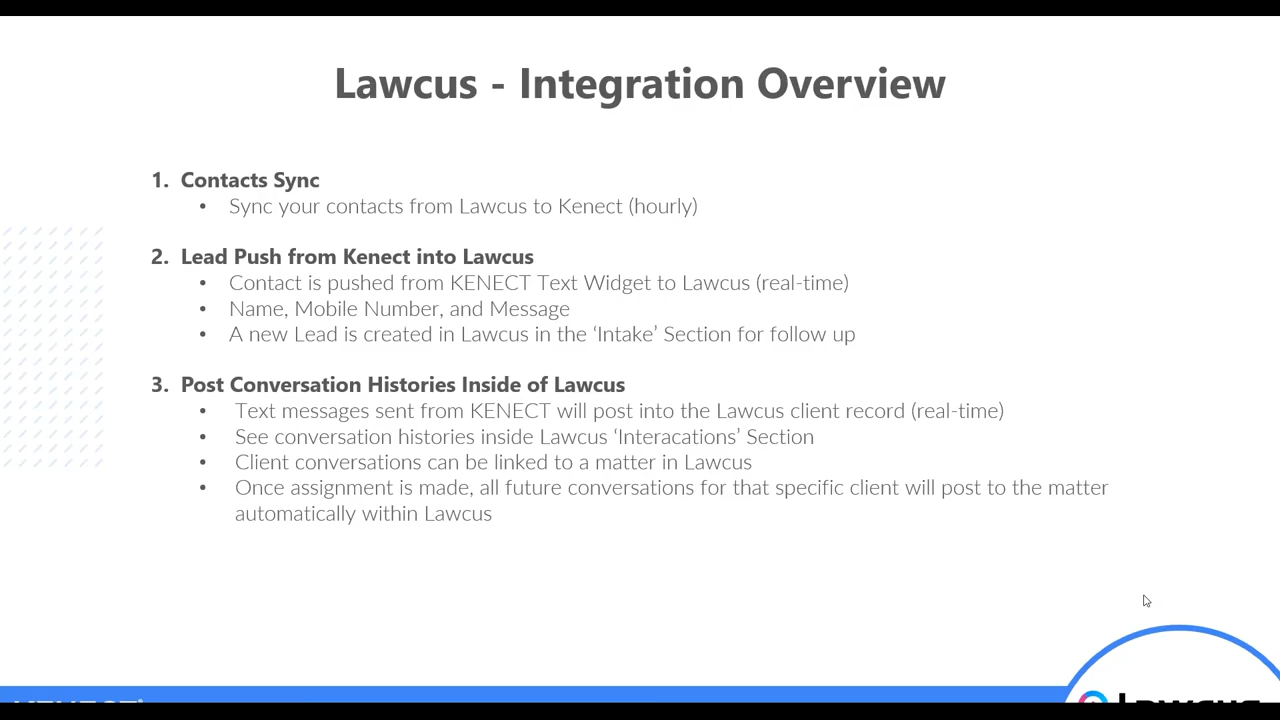 Lawcus - Integration Overview
1. Contacts Sync
• Sync your contacts from Lawcus to Kenect (hourly)
2. Lead Push from Kenect into Lawcus
• Contact is pushed from KENECT Text Widget to Lawcus (real-time)
• Name, Mobile Number, and Message
• A new Lead is created in Lawcus in the ‘Intake’ Section for follow up
3. Post Conversation Histories Inside of Lawcus
• Text messages sent from KENECT will post into the Lawcus client record (real-time)
• See conversation histories inside Lawcus ‘Interacations’ Section
• Client conversations can be linked to a matter in Lawcus
• Once assignment is made, all future conversations for that specific client will post to the matter
automatically within Lawcus
KENECT
Lawcus